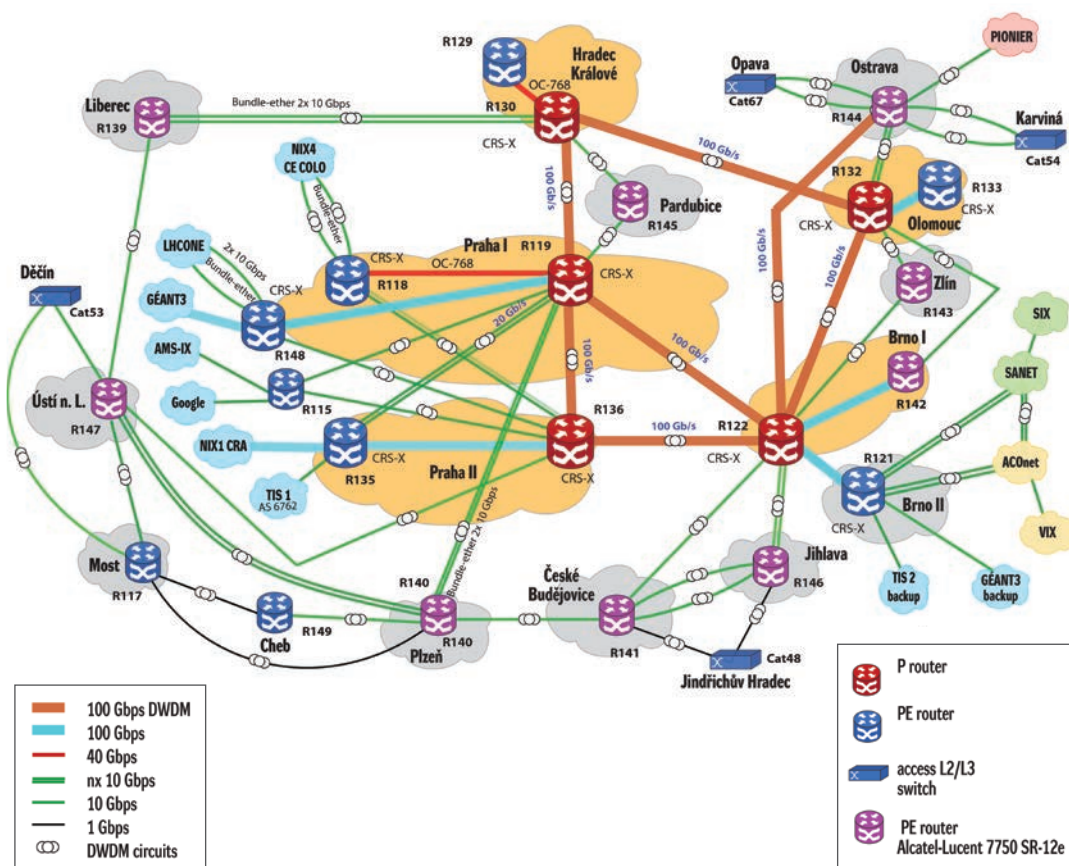 R129
Hradec
Králové
OC-768
R130
CRS-X
Liberec
R139
Bundle-ether 2x 10 Gbps
PIONIER
Opava
Cat67
Ostrava
R144
Karviná
Cat54
NIX4
CE COLO
Bundle-ether
100 Gb/s
100 Gb/s
R132
CRS-X
R133
CRS-X
Olomouc
Pardubice
R145
Praha I
R119
CRS-X
CRS-X
R118
OC-768
LHCONE
2x 10 Gbps
Bundle-ether
CRS-X
R148
GÉANT3
AMS-IX
Google
R115
Děčín
Cat53
20 Gb/s
100 Gb/s
100 Gb/s
100 Gb/s
100 Gb/s
Zlín
R143
Brno I
R142
SIX
SANET
ACOnet
VIX
Ústí n. L.
R147
NIX1 CRA
CRS-X
R135
TIS 1
AS 6762
Praha II
R136
CRS-X
100 Gb/s
R122
CRS-X
R121
CRS-X
Brno II
TIS 2
backup
GÉANT3
backup
Bundle-ether 2x 10 Gbps
Most
R117
Cheb
R149
R140
R140
Plzeň
České
Budějovice
R141
Jihlava
R146
Cat48
Jindřichův Hradec
100 Gbps DWDM
100 Gbps
40 Gbps
nx 10 Gbps
10 Gbps
1 Gbps
DWDM circuits
P router
PE router
access L2/L3
switch
PE router
Alcatel-Lucent 7750 SR-12e